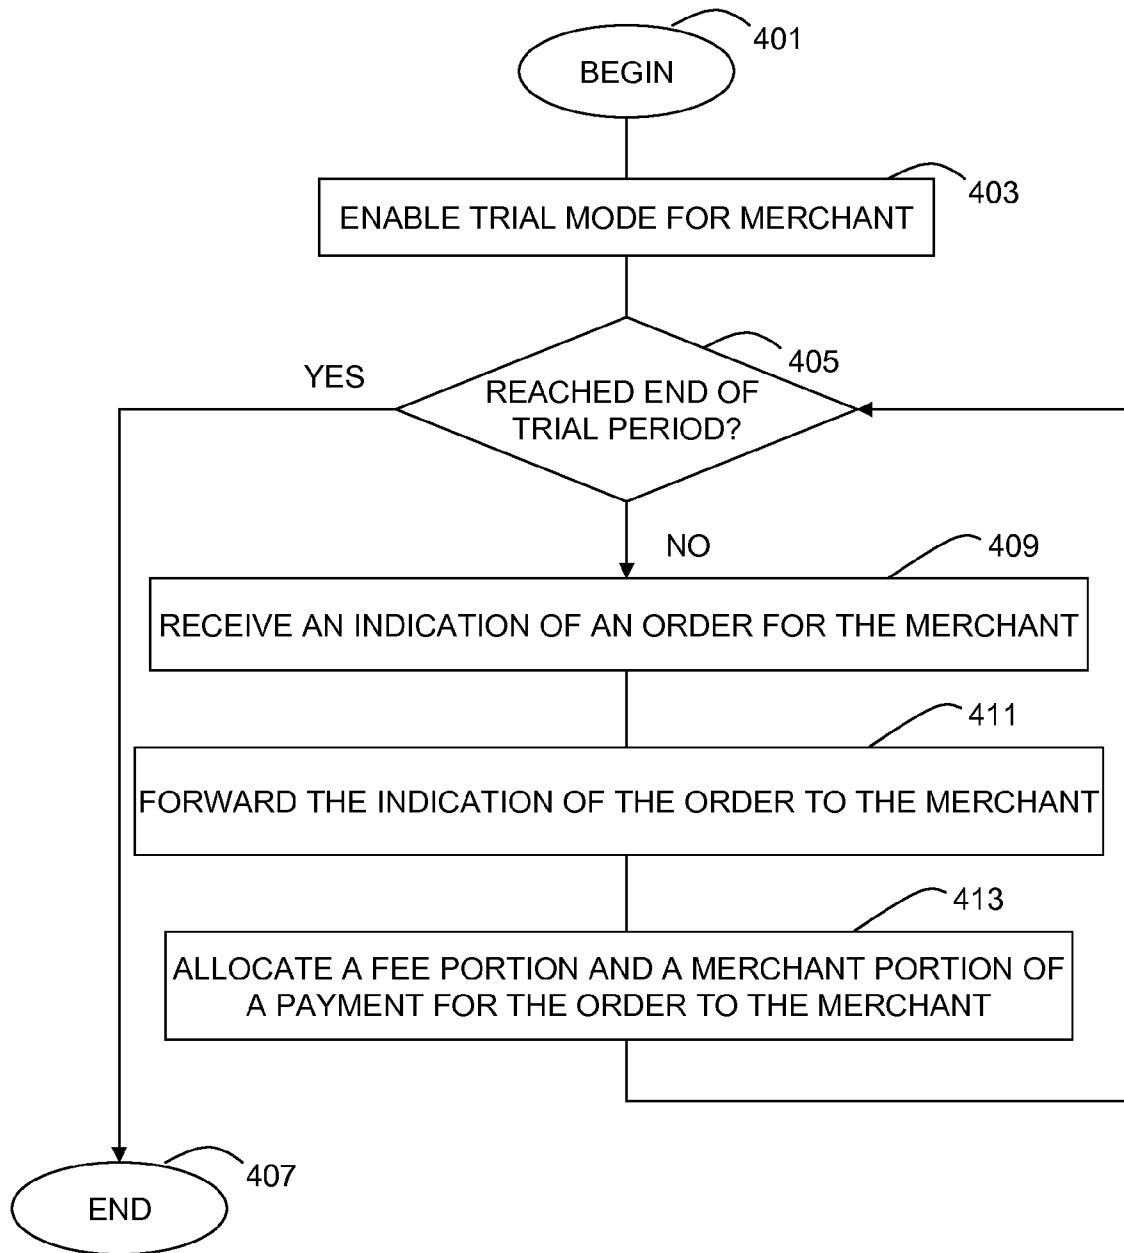 401
BEGIN
403
ENABLE TRIAL MODE FOR MERCHANT
405
YES
REACHED END OF
TRIAL PERIOD?
NO
409
RECEIVE AN INDICATION OF AN ORDER FOR THE MERCHANT
411
FORWARD THE INDICATION OF THE ORDER TO THE MERCHANT
413
ALLOCATE A FEE PORTION AND A MERCHANT PORTION OF
A PAYMENT FOR THE ORDER TO THE MERCHANT
407
END